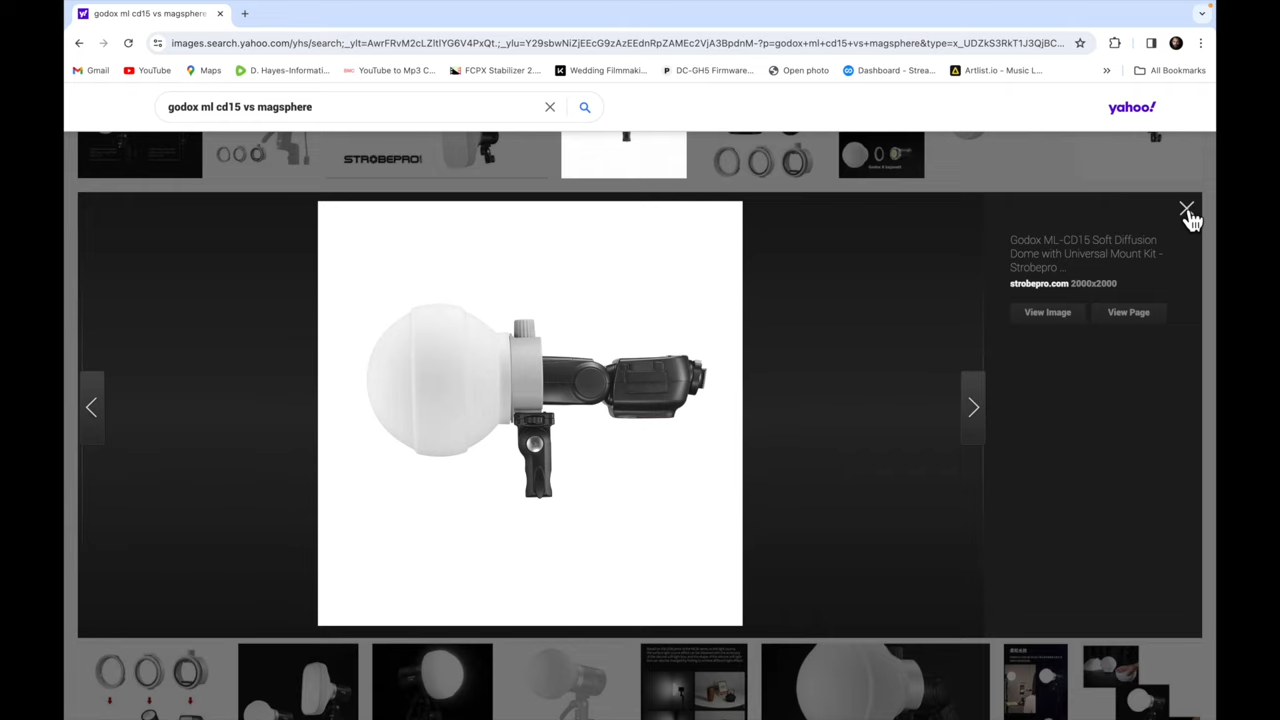 godox ml cd15 vs magsphere
images.search.yahoo.com/yhs/search;_ylt=AwrFRvM2cLZltlYG6V4PxQt.;_ylu=Y29sbwNiZjEEcG9zAzEEdnRpZAMEc2VjA3BpdnM-?p=godox+ml+cd15+vs+magsphere&type=x_UDZkS3RkT1J3QjBC...
Gmail
YouTube
Maps
D. Hayes-Informati...
YouTube to Mp3 C...
FCPX Stabilizer 2....
Wedding Filmmaki...
DC-GH5 Firmware...
Open photo
Dashboard - Strea...
Artlist.io - Music L...
All Bookmarks
godox ml cd15 vs magsphere
yahoo!
STROBEPRO
Godox ML-CD15 Soft Diffusion
Dome with Universal Mount Kit -
Strobepro ...
strobepro.com 2000x2000
View Image
View Page